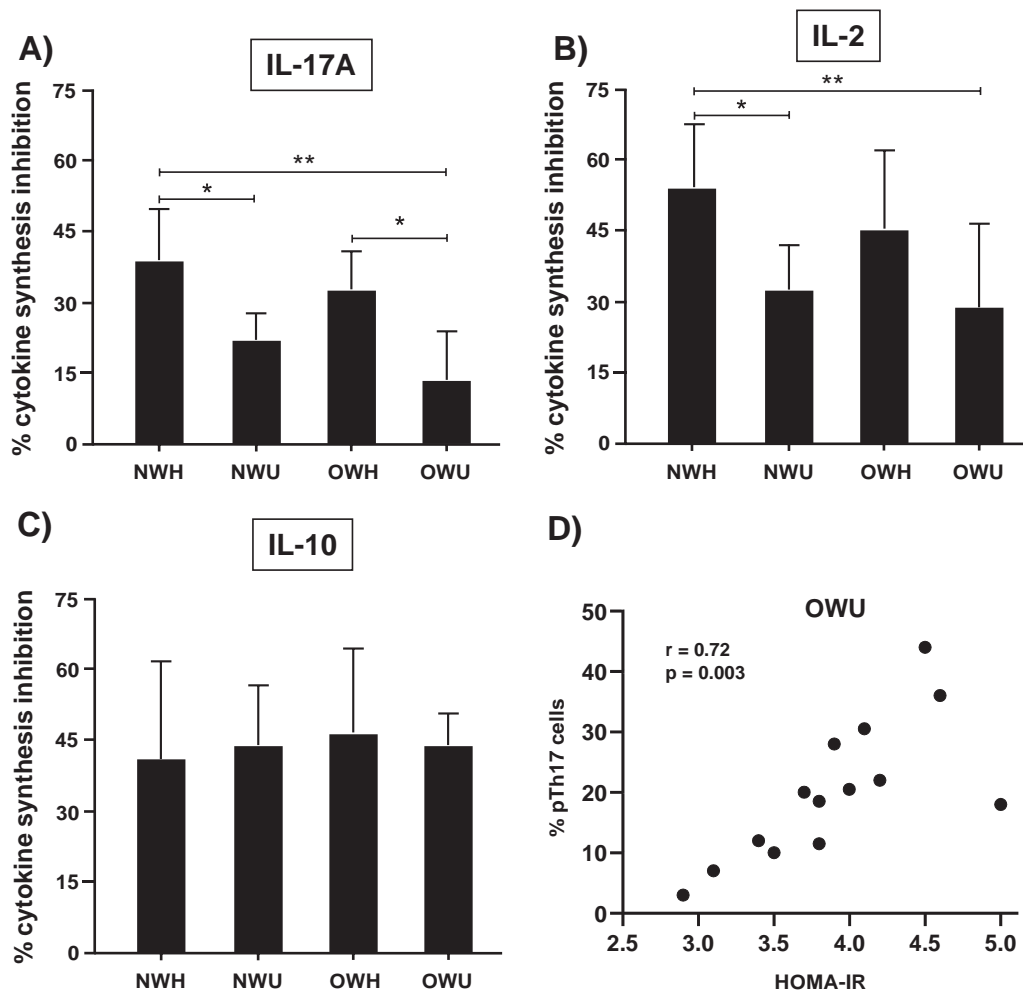 A)
IL-17A
% cytokine synthesis inhibition
75
60
45
30
15
0
**
*
*
NWH NWU OWH OWU
B)
IL-2
% cytokine synthesis inhibition
75
60
45
30
15
0
**
*
NWH NWU OWH OWU
C)
IL-10
% cytokine synthesis inhibition
75
60
45
30
15
0
NWH NWU OWH OWU
D)
OWU
r = 0.72
p = 0.003
% pTh17 cells
50
40
30
20
10
0
2.5 3.0 3.5 4.0 4.5 5.0
HOMA-IR